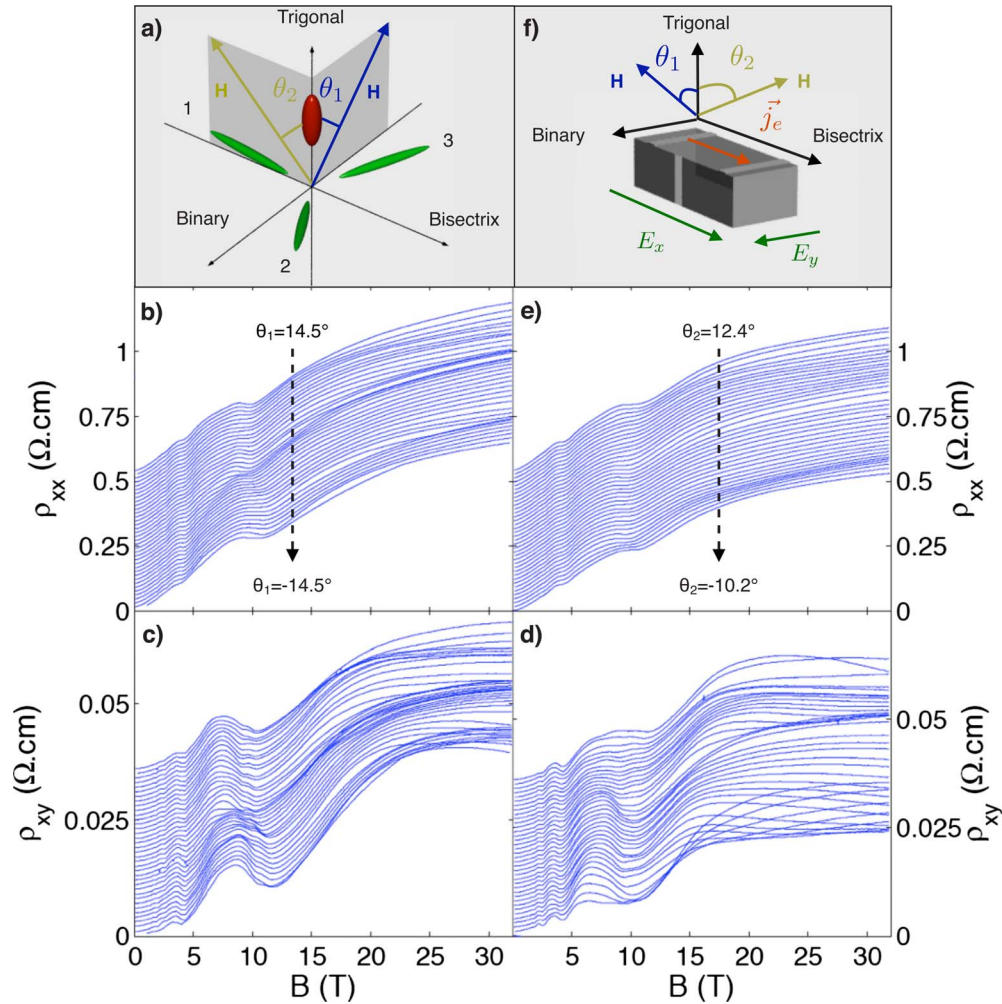 a)
Trigonal
H
θ₂
θ₁
H
1
3
Binary
Bisectrix
2
f)
Trigonal
H
θ₁
θ₂
H
j⃗ₑ
Binary
Bisectrix
Eₓ
E_y
b)
θ₁=14.5°
1
0.75
0.5
0.25
0
ρxx (Ω.cm)
θ₁=-14.5°
e)
θ₂=12.4°
1
0.75
0.5
0.25
0
ρxx (Ω.cm)
θ₂=-10.2°
c)
0.05
0.025
0
ρxy (Ω.cm)
0 5 10 15 20 25 30
B (T)
d)
0.05
0.025
0
ρxy (Ω.cm)
0 5 10 15 20 25 30
B (T)